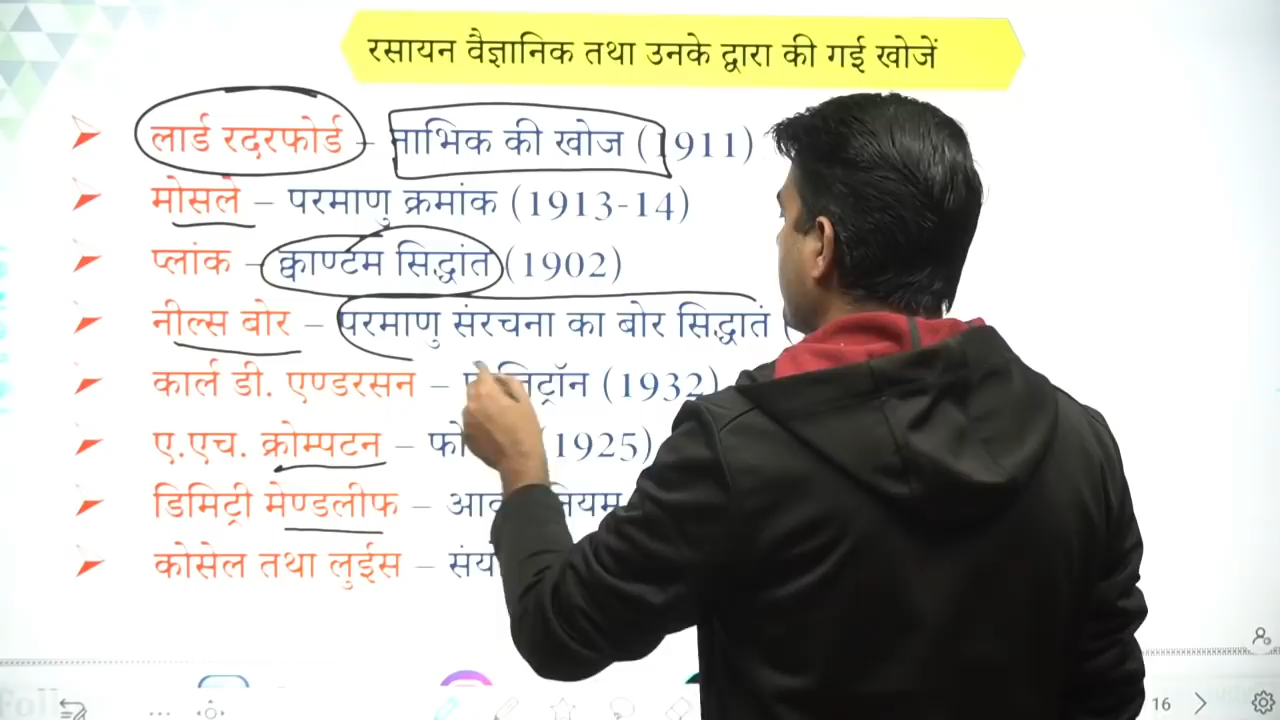 रसायन वैज्ञानिक तथा उनके द्वारा की गई खोजें
लार्ड रदरफोर्ड – नाभिक की खोज (1911)
मोसले – परमाणु क्रमांक (1913-14)
प्लांक – क्वाण्टम सिद्धांत (1902)
नील्स बोर – परमाणु संरचना का बोर सिद्धातं (
कार्ल डी. एण्डरसन – (1932)
ए.एच. क्रोम्पटन – (1925)
डिमिट्री मेण्डलीफ –
कोसेल तथा लुईस –
16